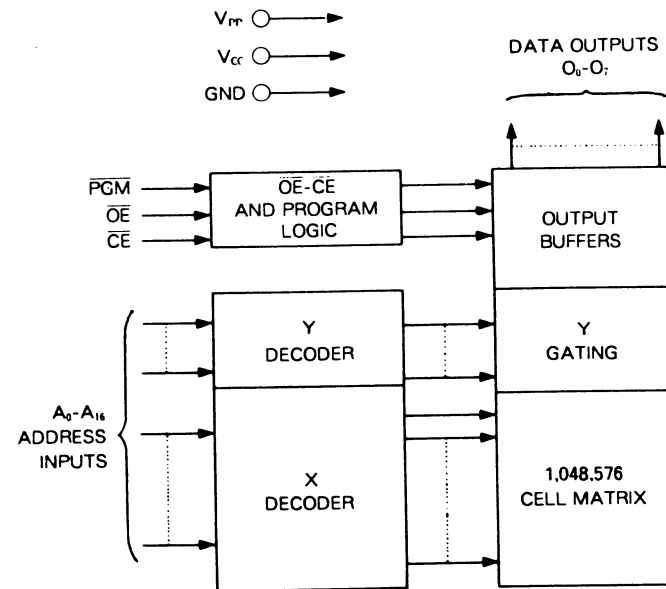 VPP
VCC
GND
DATA OUTPUTS
O0-O7
PGM
OE
CE
OE-CE
AND PROGRAM
LOGIC
OUTPUT
BUFFERS
Y
DECODER
Y
GATING
A0-A16
ADDRESS
INPUTS
X
DECODER
1,048,576
CELL MATRIX